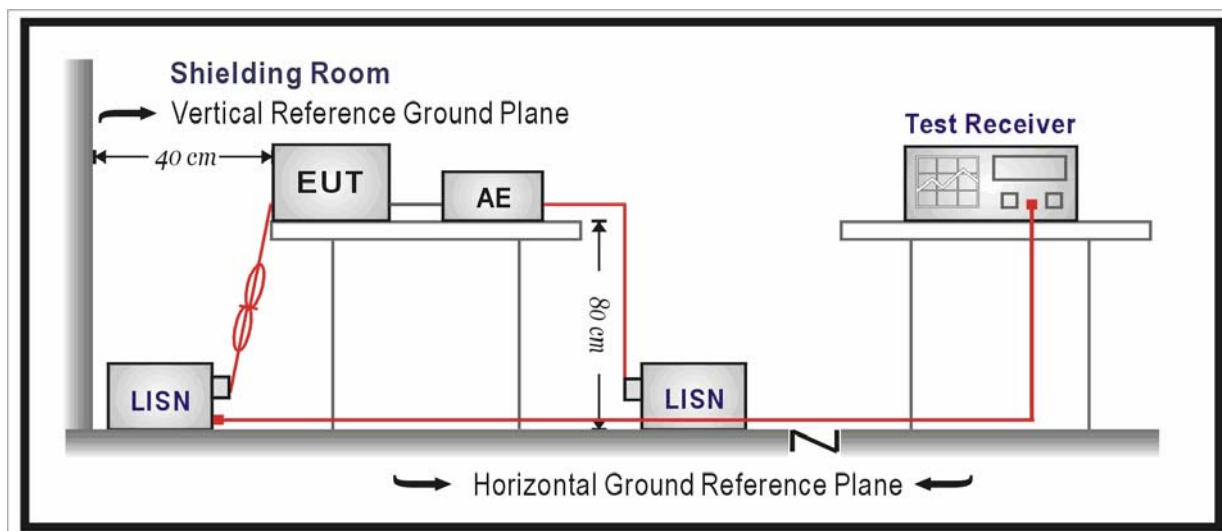 Shielding Room
Vertical Reference Ground Plane
Test Receiver
40 cm
EUT
AE
80 cm
LISN
LISN
Horizontal Ground Reference Plane